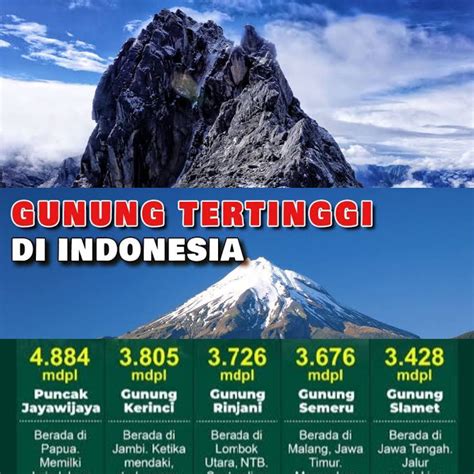 GUNUNG TERTINGGI
DI INDONESIA
4.884
mdpl
Puncak
Jayawijaya
Berada di
Papua.
Memilki
3.805
mdpl
Gunung
Kerinci
Berada di
Jambi. Ketika
mendaki,
3.726
mdpl
Gunung
Rinjani
Berada di
Lombok
Utara, NTB.
3.676
mdpl
Gunung
Semeru
Berada di
Malang, Jawa
Timur.
3.428
mdpl
Gunung
Slamet
Berada di
Jawa Tengah.
Jalur